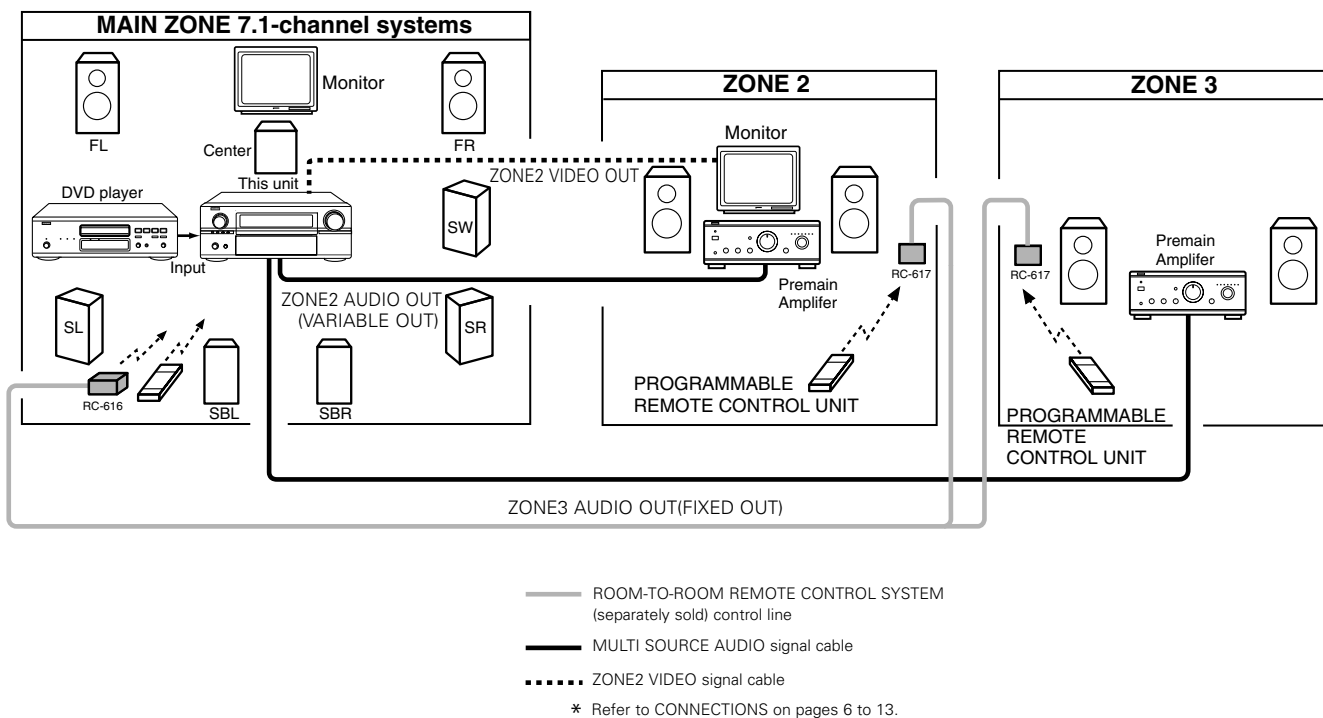 MAIN ZONE 7.1-channel systems
FL
Monitor
FR
Center
This unit
DVD player
Input
SW
SL
SR
ZONE2 AUDIO OUT
(VARIABLE OUT)
RC-616
SBL
SBR
ZONE2 VIDEO OUT
ZONE 2
Monitor
Premain
Amplifer
RC-617
PROGRAMMABLE
REMOTE CONTROL UNIT
ZONE 3
RC-617
Premain
Amplifer
PROGRAMMABLE
REMOTE
CONTROL UNIT
ZONE3 AUDIO OUT(FIXED OUT)
ROOM-TO-ROOM REMOTE CONTROL SYSTEM
(separately sold) control line
MULTI SOURCE AUDIO signal cable
ZONE2 VIDEO signal cable
* Refer to CONNECTIONS on pages 6 to 13.